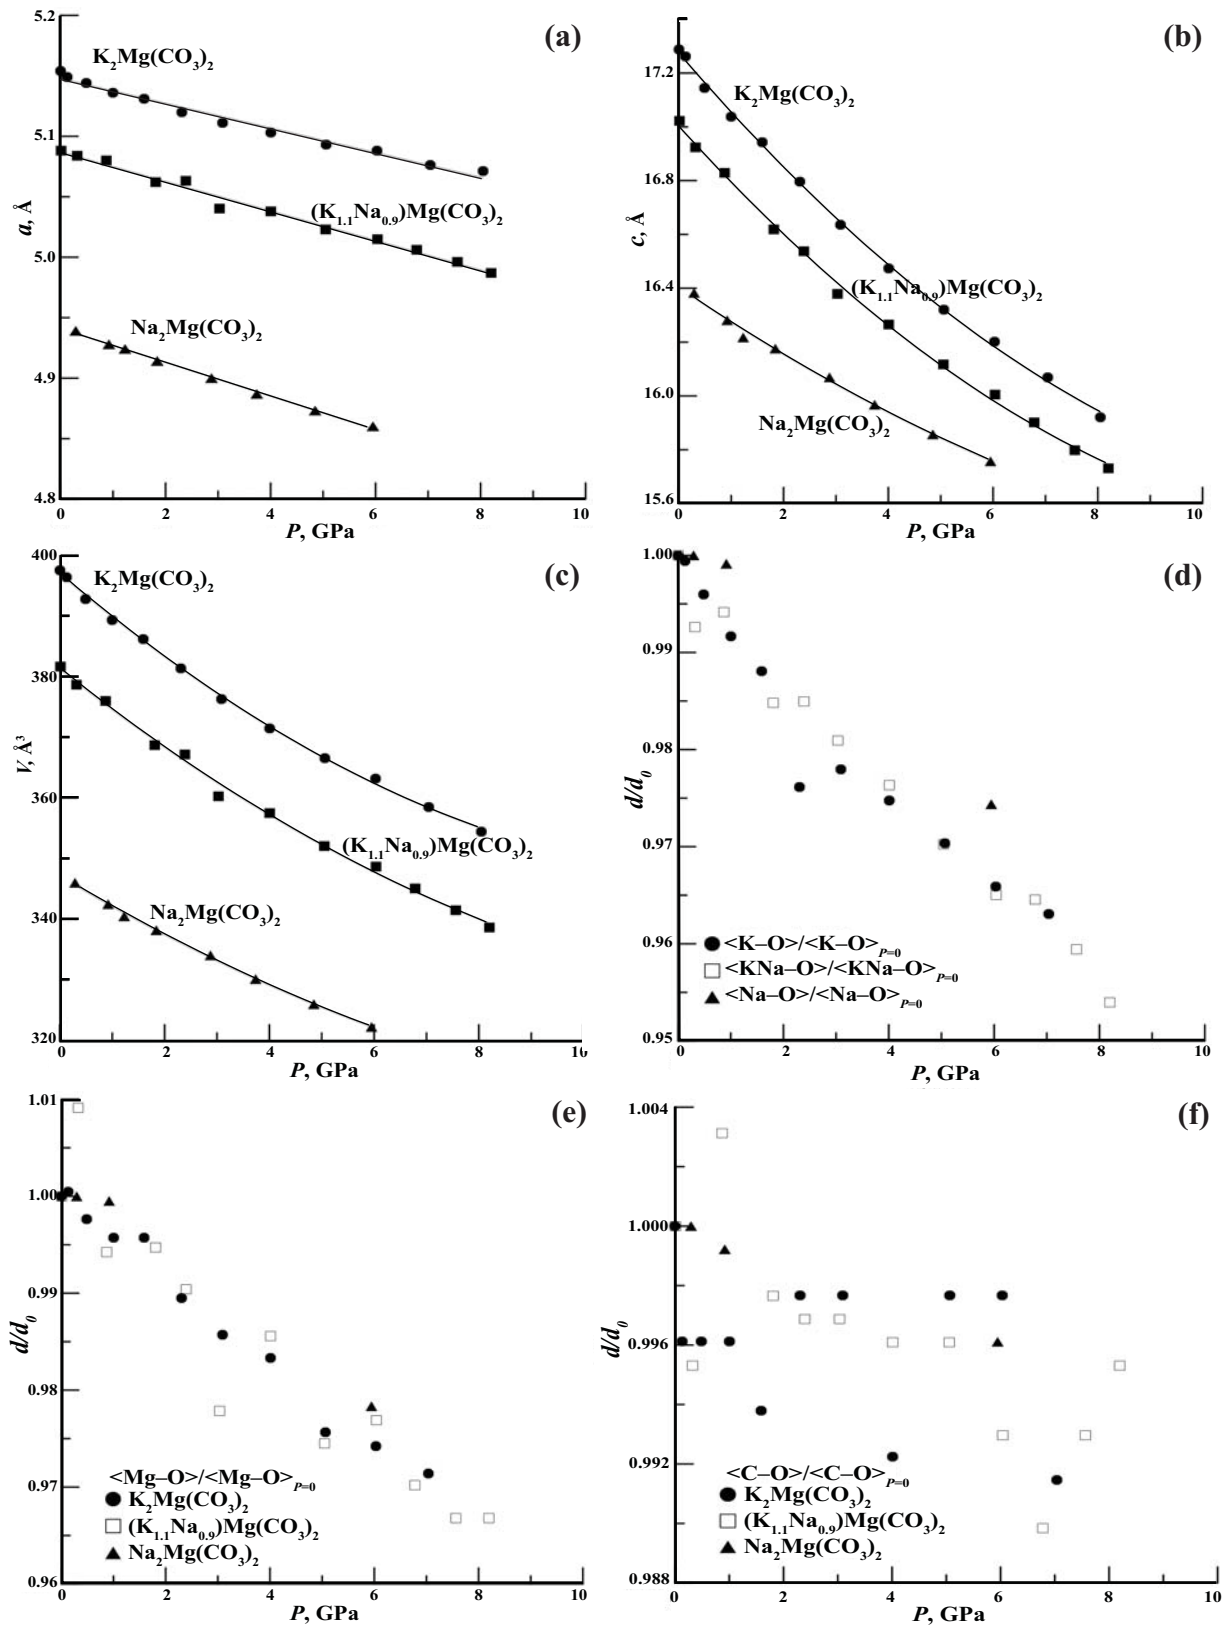 (a)
5.2
5.1
5.0
4.9
4.8
a, Å
K₂Mg(CO₃)₂
(K₁.₁Na₀.₉)Mg(CO₃)₂
Na₂Mg(CO₃)₂
0 2 4 6 8 10
P, GPa
(b)
17.2
16.8
16.4
16.0
15.6
c, Å
K₂Mg(CO₃)₂
(K₁.₁Na₀.₉)Mg(CO₃)₂
Na₂Mg(CO₃)₂
0 2 4 6 8 10
P, GPa
(c)
400
380
360
340
320
V, Å³
K₂Mg(CO₃)₂
(K₁.₁Na₀.₉)Mg(CO₃)₂
Na₂Mg(CO₃)₂
0 2 4 6 8 10
P, GPa
(d)
1.00
0.99
0.98
0.97
0.96
0.95
d/d₀
<K–O>/<K–O>P=0
<KNa–O>/<KNa–O>P=0
<Na–O>/<Na–O>P=0
0 2 4 6 8 10
P, GPa
(e)
1.01
1.00
0.99
0.98
0.97
0.96
d/d₀
<Mg–O>/<Mg–O>P=0
K₂Mg(CO₃)₂
(K₁.₁Na₀.₉)Mg(CO₃)₂
Na₂Mg(CO₃)₂
0 2 4 6 8 10
P, GPa
(f)
1.004
1.000
0.996
0.992
0.988
d/d₀
<C–O>/<C–O>P=0
K₂Mg(CO₃)₂
(K₁.₁Na₀.₉)Mg(CO₃)₂
Na₂Mg(CO₃)₂
0 2 4 6 8 10
P, GPa